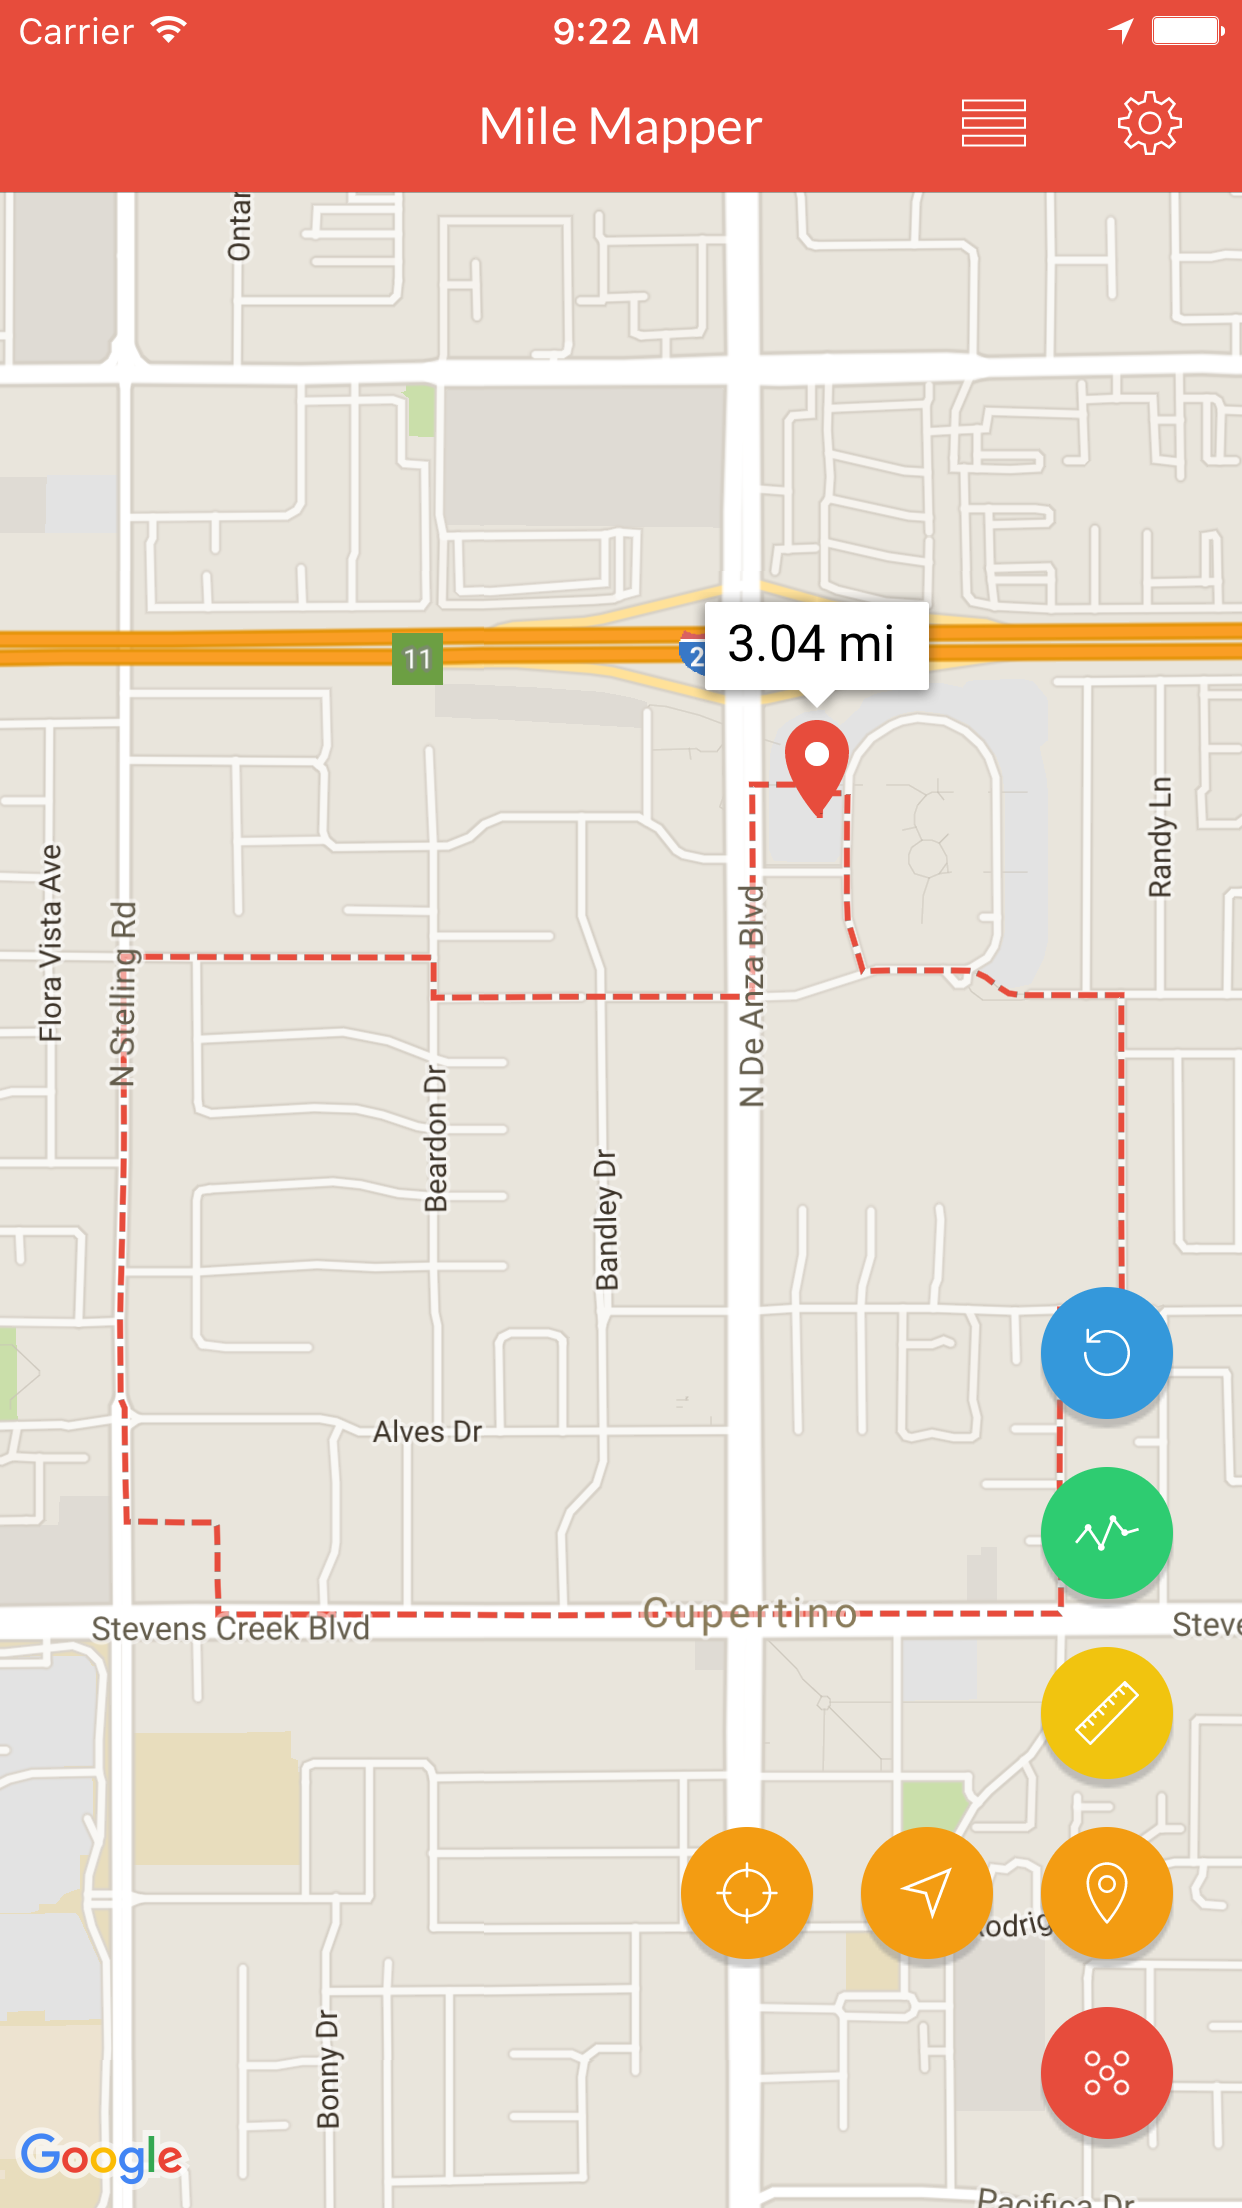 Carrier
9:22 AM
Mile Mapper
Ontar
11
2
3.04 mi
Randy Ln
Flora Vista Ave
N Stelling Rd
N De Anza Blvd
Beardon Dr
Bandley Dr
Alves Dr
Cupertino
Stevens Creek Blvd
Steve
odrig
Bonny Dr
Google
Pacifica Dr